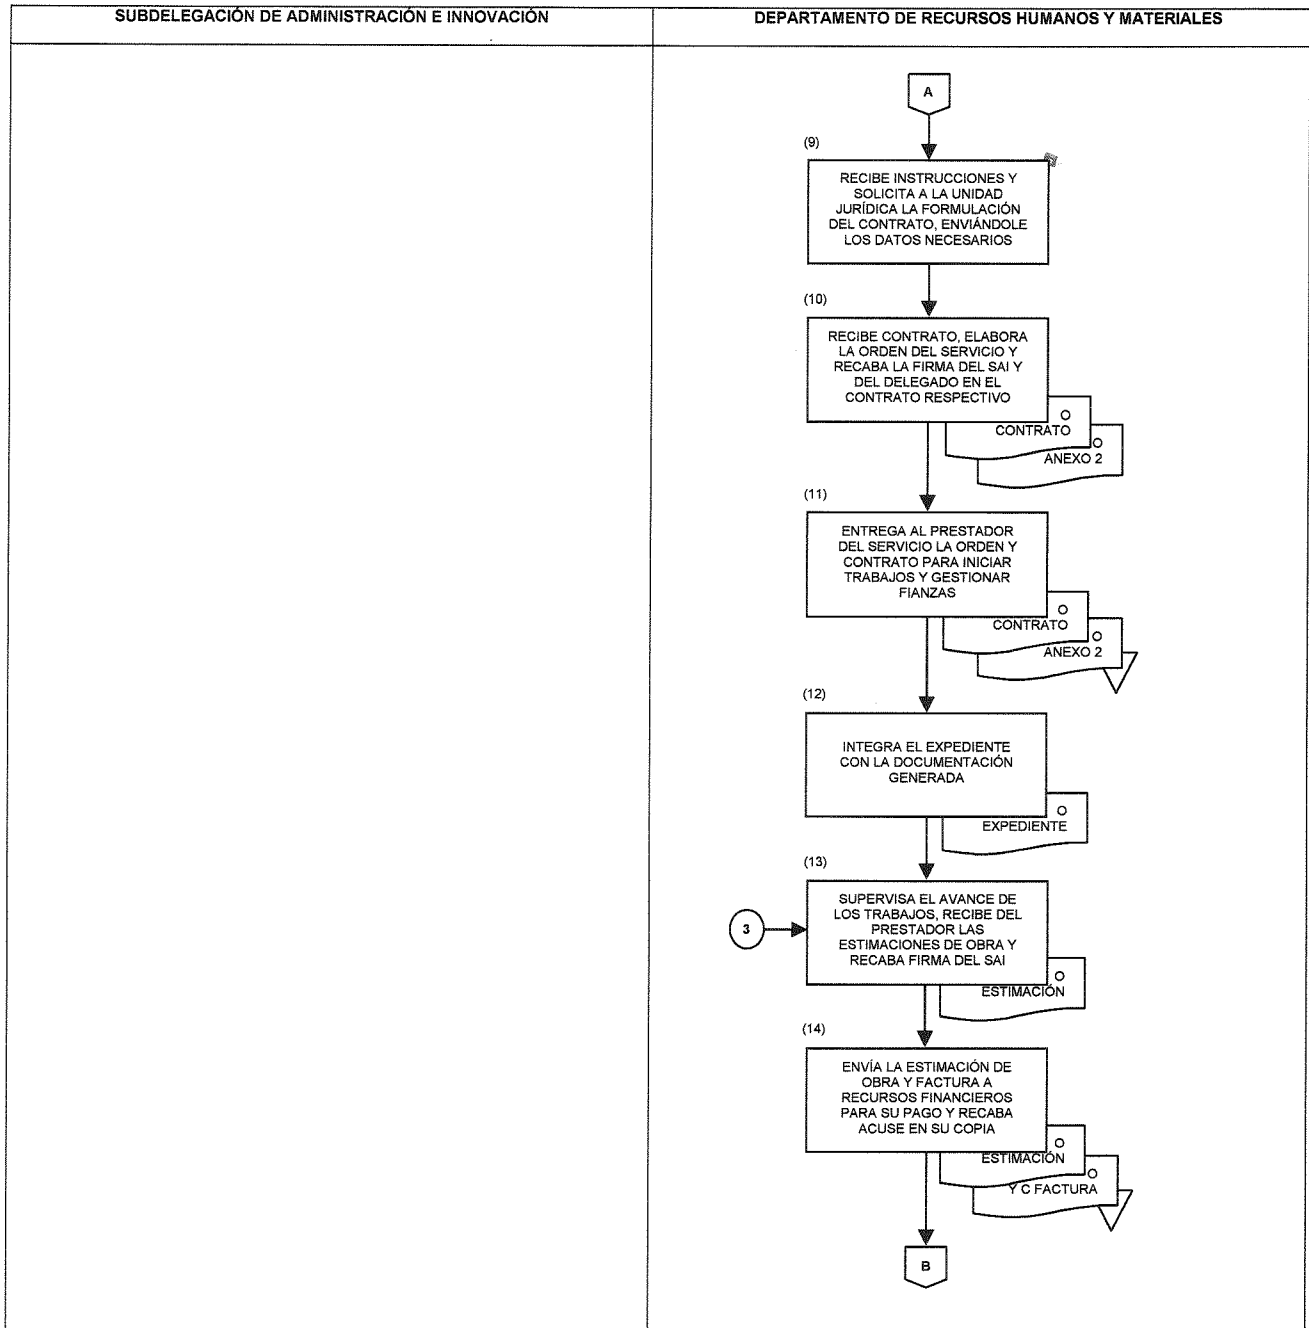 SUBDELEGACIÓN DE ADMINISTRACIÓN E INNOVACIÓN
DEPARTAMENTO DE RECURSOS HUMANOS Y MATERIALES
A
(9)
RECIBE INSTRUCCIONES Y
SOLICITA A LA UNIDAD
JURÍDICA LA FORMULACIÓN
DEL CONTRATO, ENVIÁNDOLE
LOS DATOS NECESARIOS
(10)
RECIBE CONTRATO, ELABORA
LA ORDEN DEL SERVICIO Y
RECABA LA FIRMA DEL SAI Y
DEL DELEGADO EN EL
CONTRATO RESPECTIVO
O
CONTRATO
O
ANEXO 2
(11)
ENTREGA AL PRESTADOR
DEL SERVICIO LA ORDEN Y
CONTRATO PARA INICIAR
TRABAJOS Y GESTIONAR
FIANZAS
O
CONTRATO
O
ANEXO 2
(12)
INTEGRA EL EXPEDIENTE
CON LA DOCUMENTACIÓN
GENERADA
O
EXPEDIENTE
(13)
SUPERVISA EL AVANCE DE
LOS TRABAJOS, RECIBE DEL
PRESTADOR LAS
ESTIMACIONES DE OBRA Y
RECABA FIRMA DEL SAI
3
O
ESTIMACIÓN
(14)
ENVÍA LA ESTIMACIÓN DE
OBRA Y FACTURA A
RECURSOS FINANCIEROS
PARA SU PAGO Y RECABA
ACUSE EN SU COPIA
O
ESTIMACIÓN
O
Y C FACTURA
B